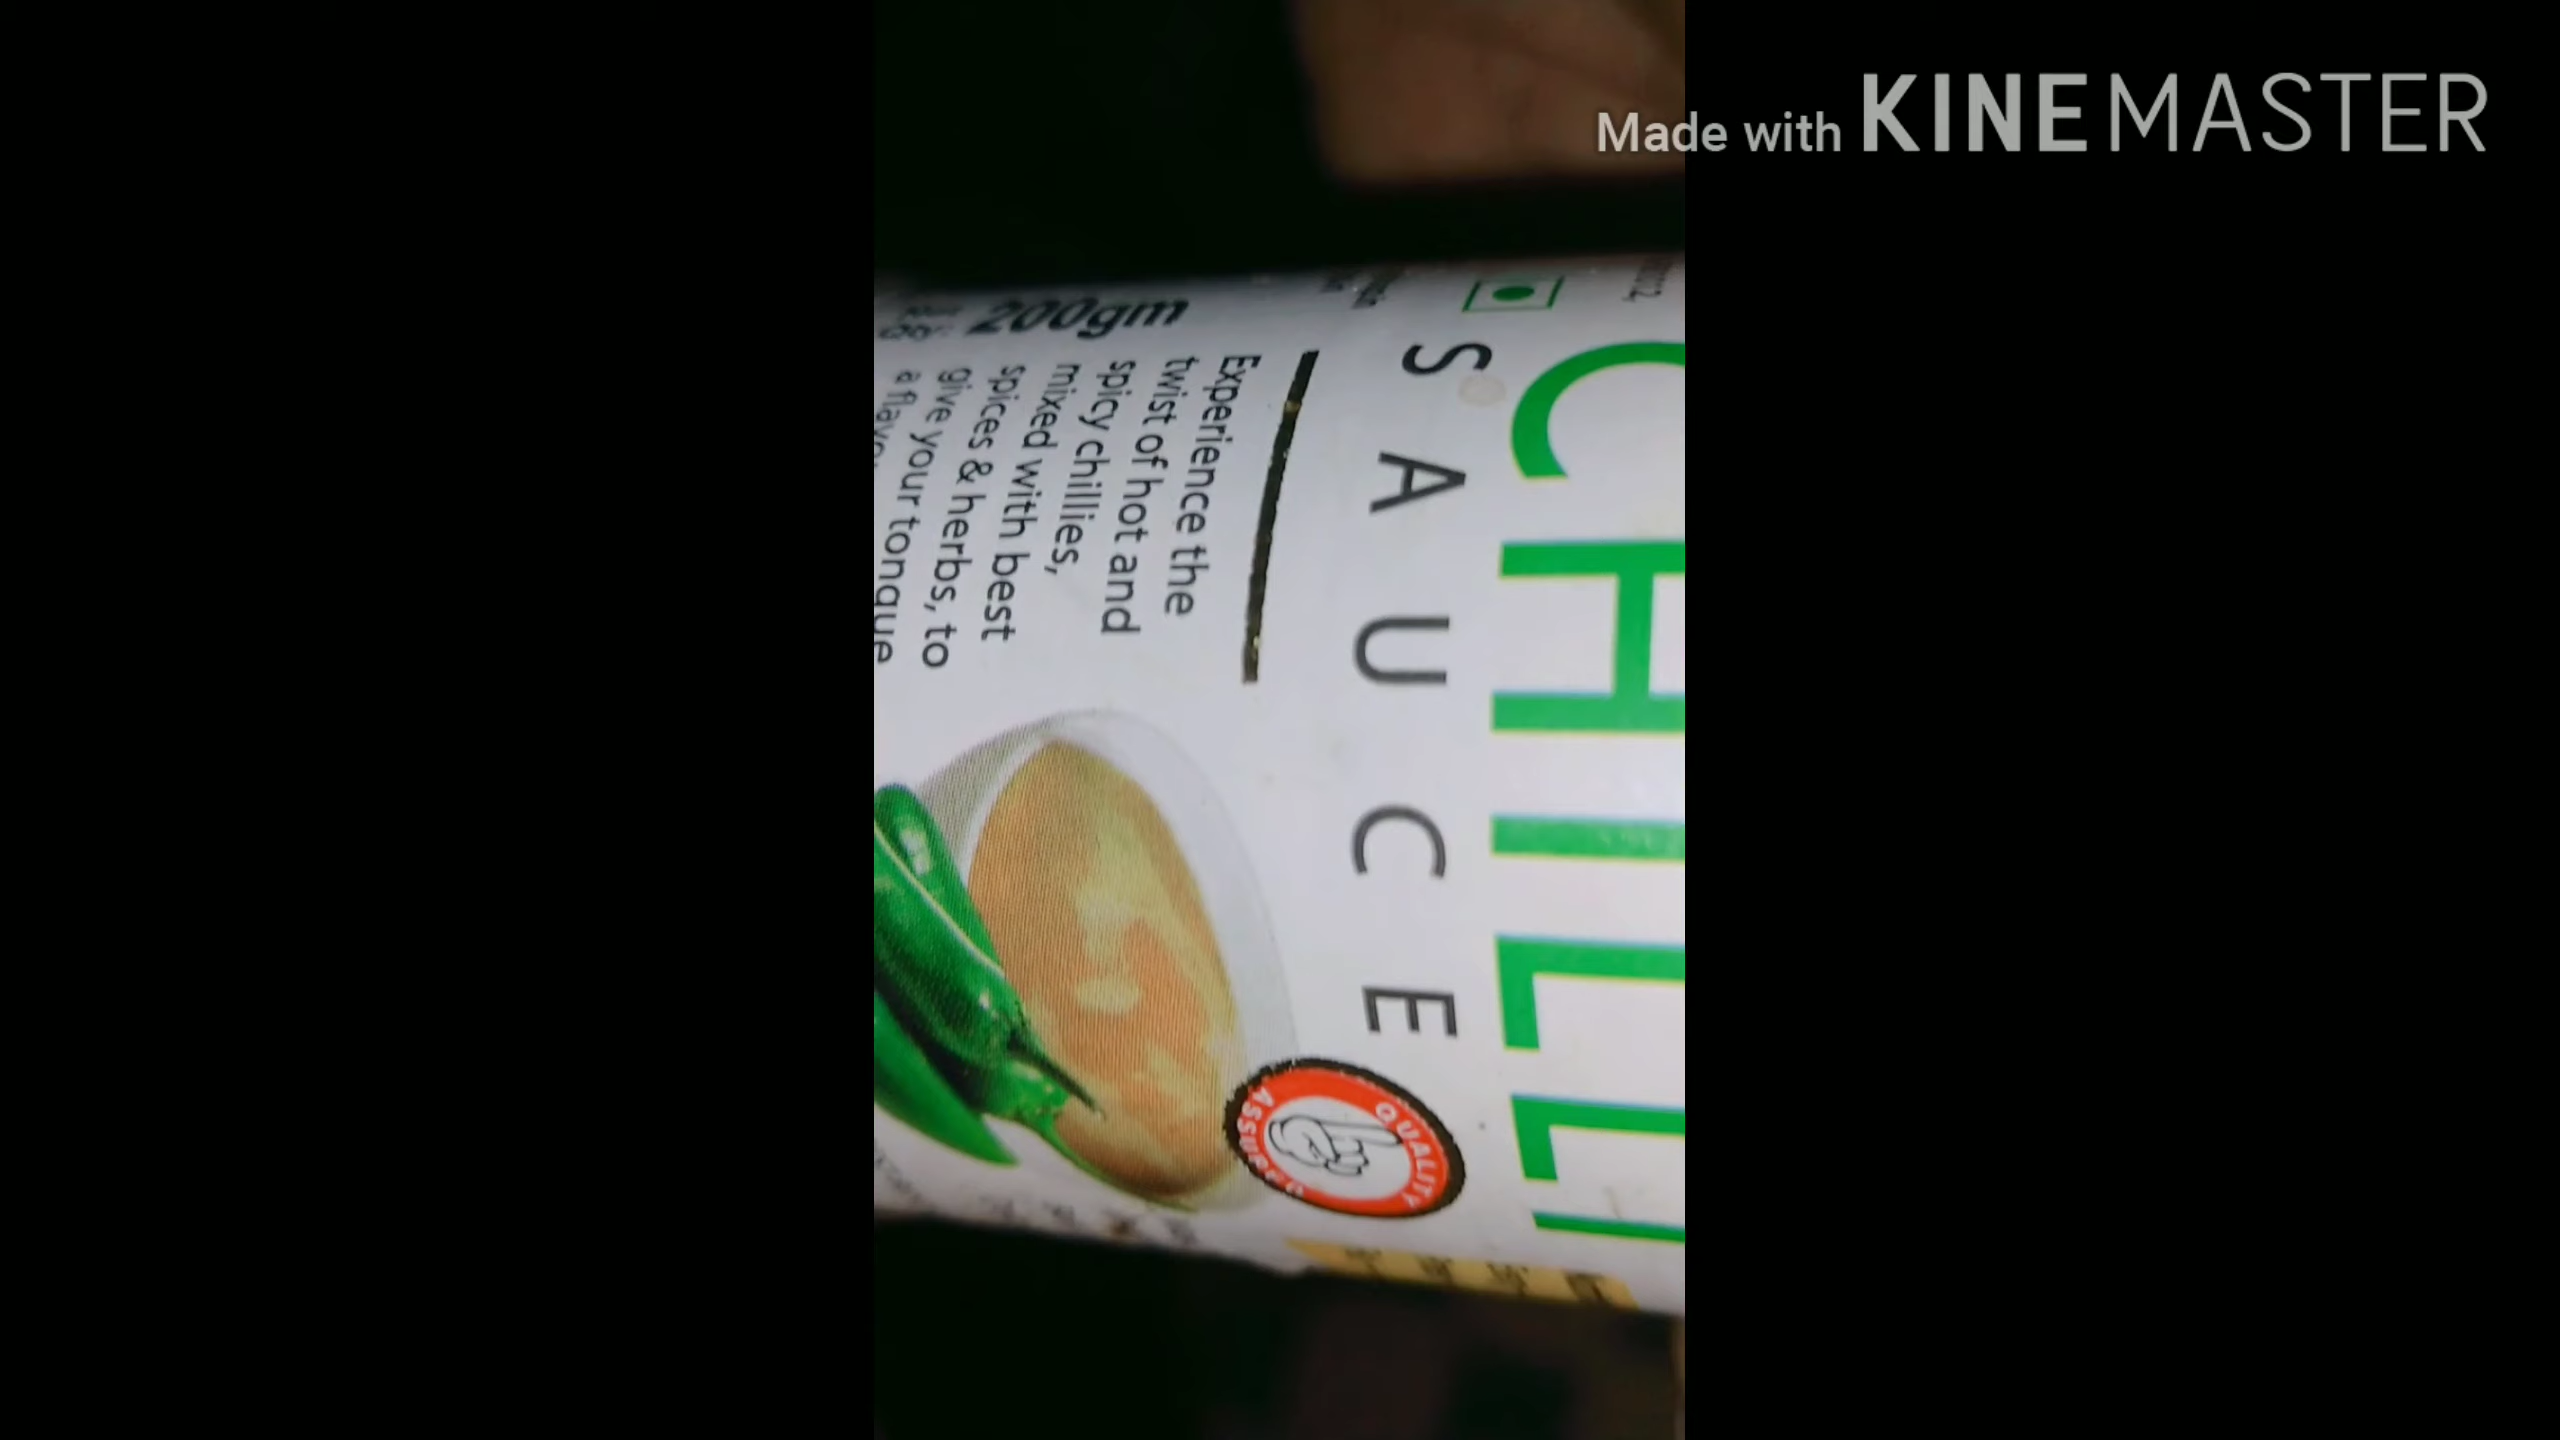 Made with KINEMASTER
CHILLI
SAUCE
Experience the
twist of hot and
spicy chillies,
mixed with best
spices & herbs, to
give your tongue
200gm
QUALITY
ASSURED